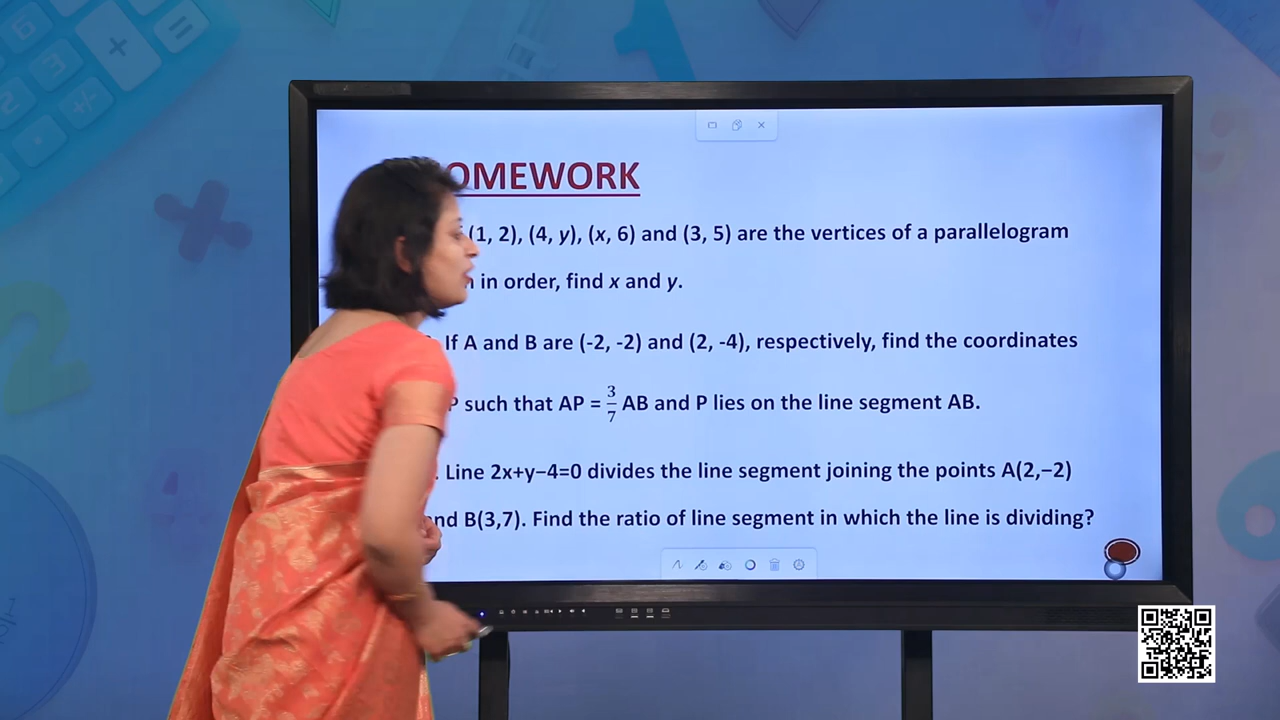 OMEWORK
(1, 2), (4, y), (x, 6) and (3, 5) are the vertices of a parallelogram
in order, find x and y.
If A and B are (-2, -2) and (2, -4), respectively, find the coordinates
P such that AP = 3/7 AB and P lies on the line segment AB.
. Line 2x+y−4=0 divides the line segment joining the points A(2,−2)
nd B(3,7). Find the ratio of line segment in which the line is dividing?